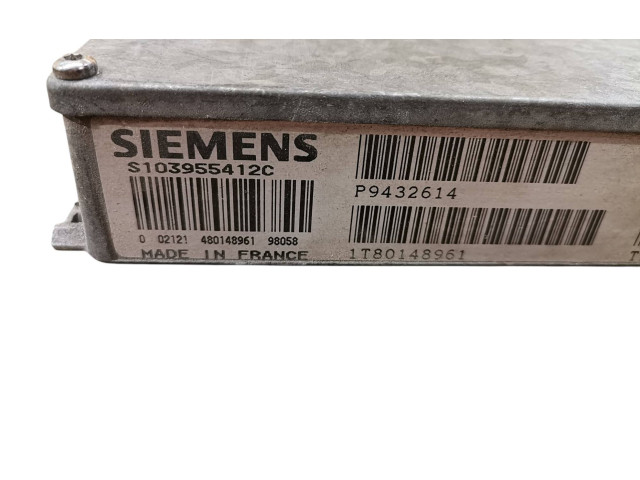 SIEMENS
S103955412C
0 02121 480148961 98058
MADE IN FRANCE
P9432614
1T80148961
T